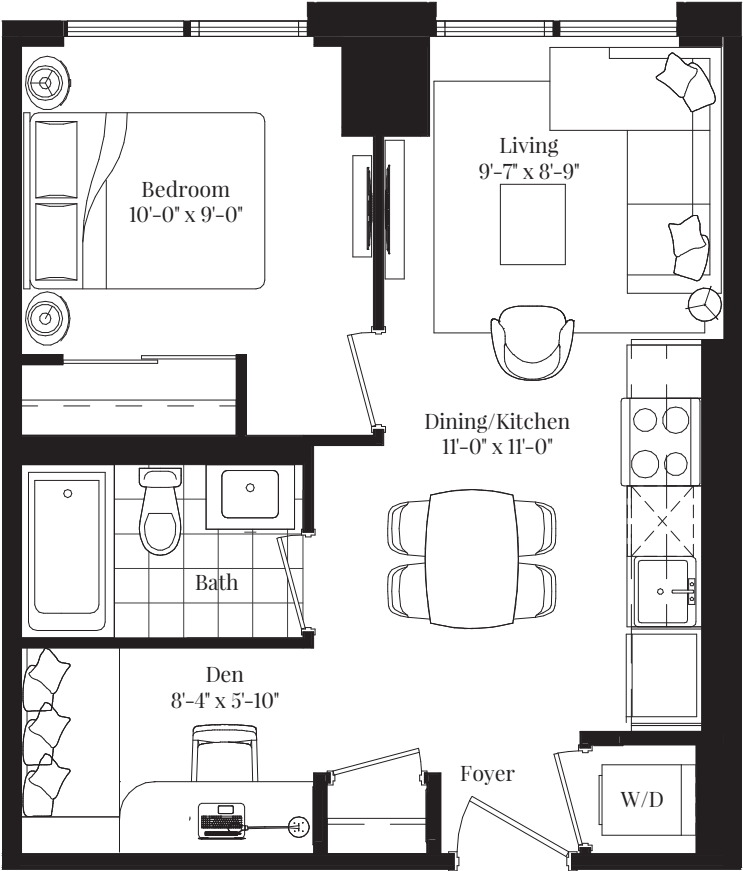 Living
9'-7" x 8'-9"
Bedroom
10'-0" x 9'-0"
Dining/Kitchen
11'-0" x 11'-0"
Bath
Den
8'-4" x 5'-10"
Foyer
W/D